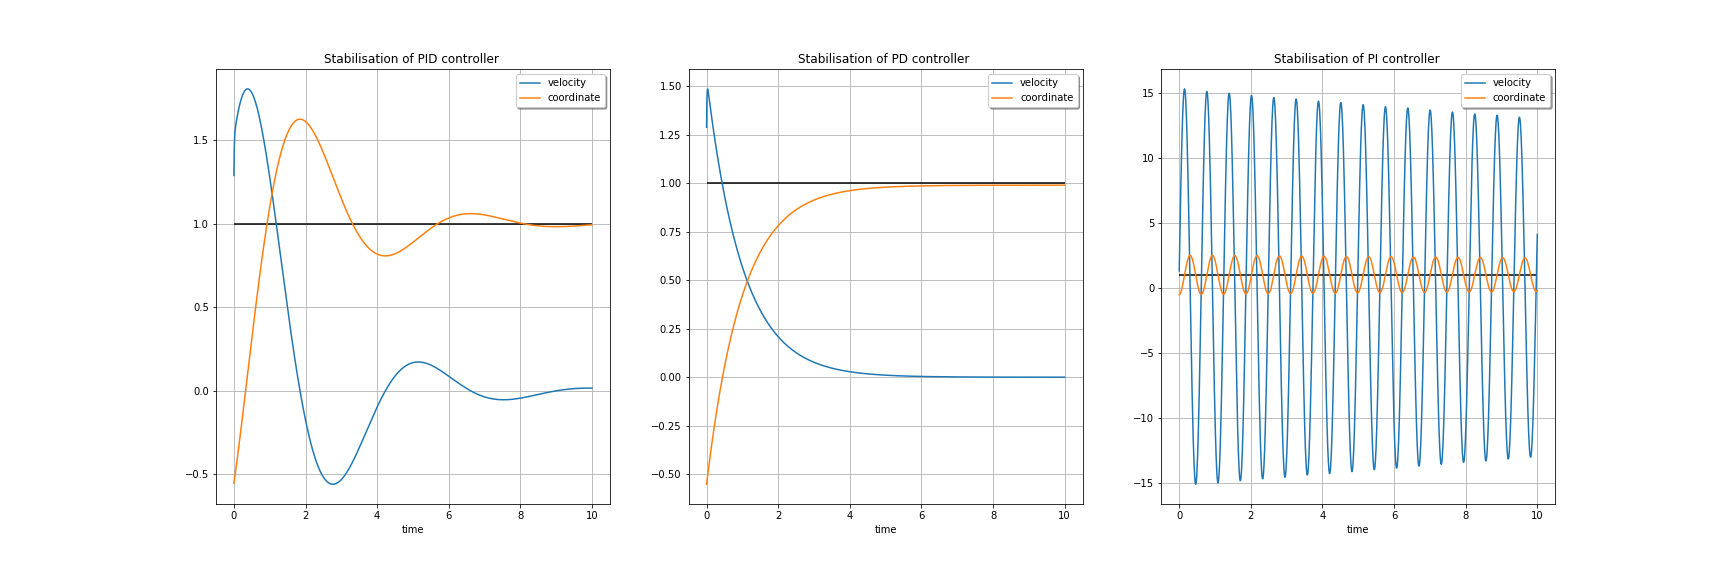 Stabilisation of PID controller
velocity
coordinate
1.5
1.0
0.5
0.0
−0.5
0 2 4 6 8 10
time
Stabilisation of PD controller
velocity
coordinate
1.50
1.25
1.00
0.75
0.50
0.25
0.00
−0.25
−0.50
0 2 4 6 8 10
time
Stabilisation of PI controller
velocity
coordinate
15
10
5
0
−5
−10
−15
0 2 4 6 8 10
time